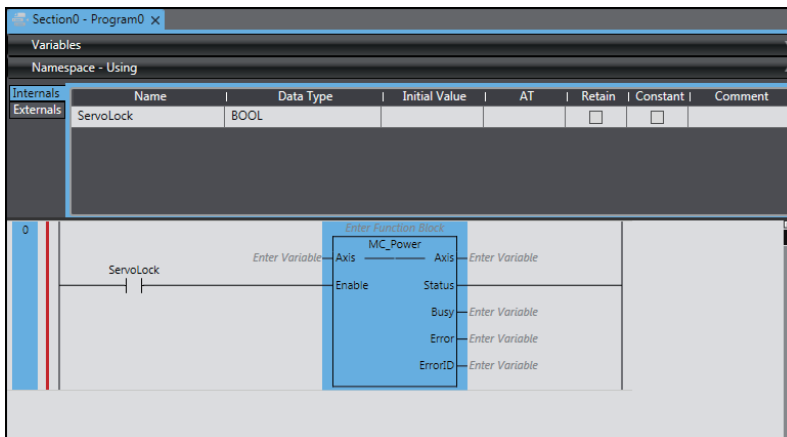 Section0 - Program0 ×
Variables
Namespace - Using
Internals
Externals
Name Data Type Initial Value AT Retain Constant Comment
ServoLock BOOL
0
Enter Function Block
MC_Power
Enter Variable Axis Axis Enter Variable
ServoLock
Enable Status
Busy Enter Variable
Error Enter Variable
ErrorID Enter Variable